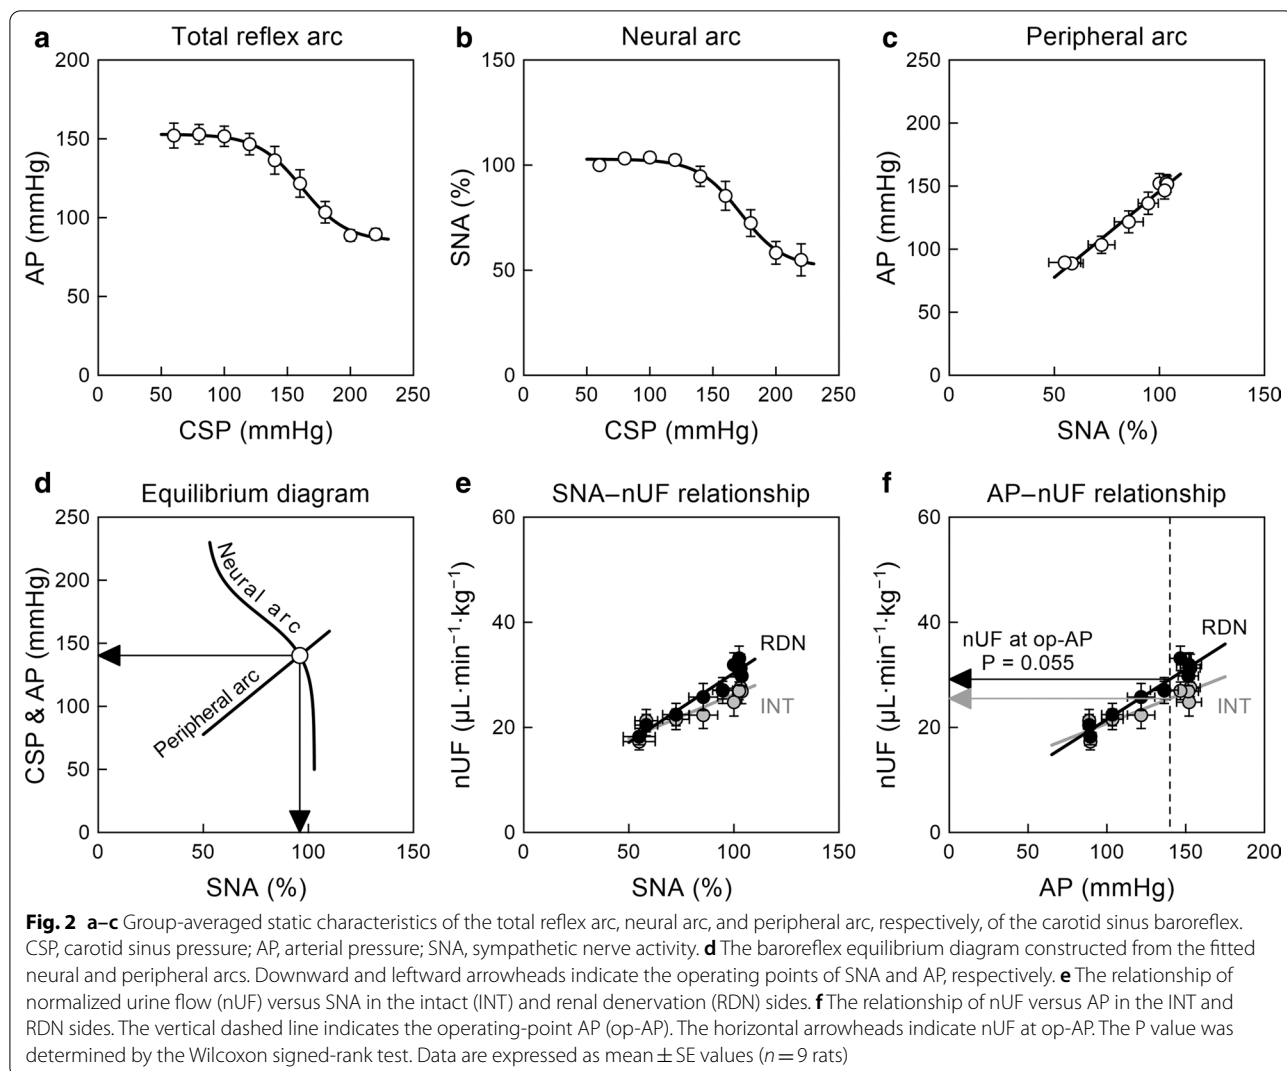 a Total reflex arc
200
150
100
50
0
AP (mmHg)
0 50 100 150 200 250
CSP (mmHg)
b Neural arc
150
100
50
0
SNA (%)
0 50 100 150 200 250
CSP (mmHg)
c Peripheral arc
250
200
150
100
50
0
AP (mmHg)
0 50 100 150
SNA (%)
d Equilibrium diagram
250
200
150
100
50
0
CSP & AP (mmHg)
Neural arc
Peripheral arc
0 50 100 150
SNA (%)
e SNA–nUF relationship
60
40
20
0
nUF (µL·min⁻¹·kg⁻¹)
RDN
INT
0 50 100 150
SNA (%)
f AP–nUF relationship
60
40
20
0
nUF (µL·min⁻¹·kg⁻¹)
nUF at op-AP
P = 0.055
RDN
INT
0 50 100 150 200
AP (mmHg)
Fig. 2 a–c Group-averaged static characteristics of the total reflex arc, neural arc, and peripheral arc, respectively, of the carotid sinus baroreflex.
CSP, carotid sinus pressure; AP, arterial pressure; SNA, sympathetic nerve activity. d The baroreflex equilibrium diagram constructed from the fitted
neural and peripheral arcs. Downward and leftward arrowheads indicate the operating points of SNA and AP, respectively. e The relationship of
normalized urine flow (nUF) versus SNA in the intact (INT) and renal denervation (RDN) sides. f The relationship of nUF versus AP in the INT and
RDN sides. The vertical dashed line indicates the operating-point AP (op-AP). The horizontal arrowheads indicate nUF at op-AP. The P value was
determined by the Wilcoxon signed-rank test. Data are expressed as mean ± SE values (n = 9 rats)